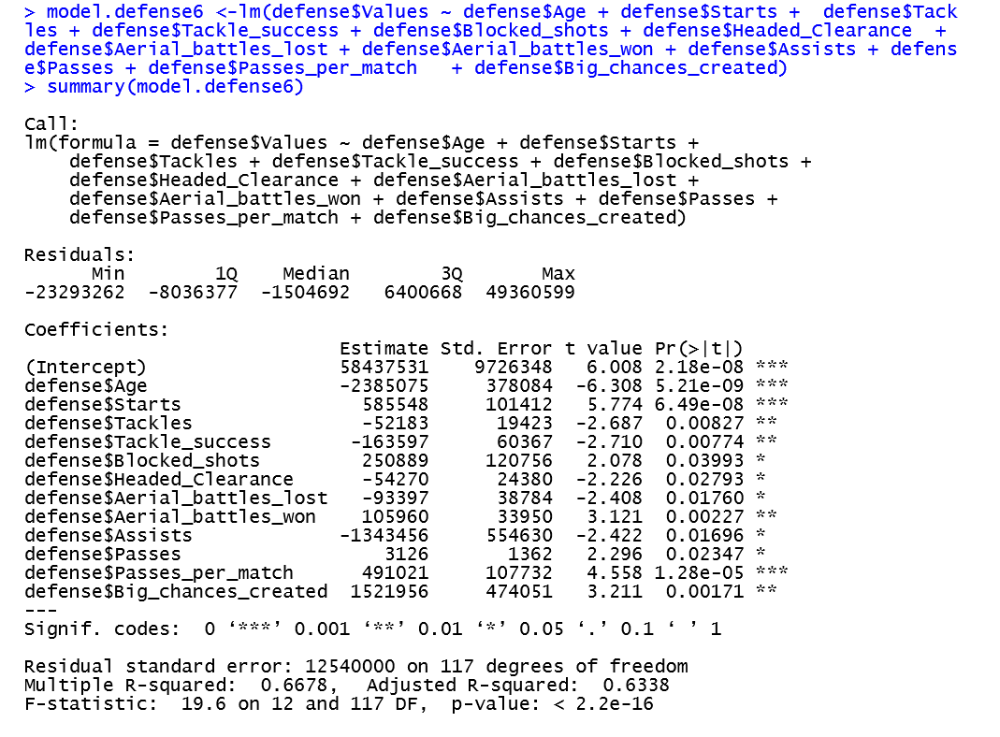 > model.defense6 <-lm(defense$Values ~ defense$Age + defense$Starts +  defense$Tack
les + defense$Tackle_success + defense$Blocked_shots + defense$Headed_Clearance  +
defense$Aerial_battles_lost + defense$Aerial_battles_won + defense$Assists + defens
e$Passes + defense$Passes_per_match   + defense$Big_chances_created)
> summary(model.defense6)

Call:
lm(formula = defense$Values ~ defense$Age + defense$Starts +
    defense$Tackles + defense$Tackle_success + defense$Blocked_shots +
    defense$Headed_Clearance + defense$Aerial_battles_lost +
    defense$Aerial_battles_won + defense$Assists + defense$Passes +
    defense$Passes_per_match + defense$Big_chances_created)

Residuals:
      Min        1Q    Median        3Q       Max
-23293262  -8036377  -1504692   6400668  49360599

Coefficients:
                            Estimate Std. Error t value Pr(>|t|)
(Intercept)                 58437531    9726348   6.008 2.18e-08 ***
defense$Age                 -2385075     378084  -6.308 5.21e-09 ***
defense$Starts                585548     101412   5.774 6.49e-08 ***
defense$Tackles               -52183      19423  -2.687  0.00827 **
defense$Tackle_success       -163597      60367  -2.710  0.00774 **
defense$Blocked_shots         250889     120756   2.078  0.03993 *
defense$Headed_Clearance      -54270      24380  -2.226  0.02793 *
defense$Aerial_battles_lost   -93397      38784  -2.408  0.01760 *
defense$Aerial_battles_won    105960      33950   3.121  0.00227 **
defense$Assists             -1343456     554630  -2.422  0.01696 *
defense$Passes                  3126       1362   2.296  0.02347 *
defense$Passes_per_match      491021     107732   4.558 1.28e-05 ***
defense$Big_chances_created  1521956     474051   3.211  0.00171 **
---
Signif. codes:  0 ‘***’ 0.001 ‘**’ 0.01 ‘*’ 0.05 ‘.’ 0.1 ‘ ’ 1

Residual standard error: 12540000 on 117 degrees of freedom
Multiple R-squared:  0.6678,   Adjusted R-squared:  0.6338
F-statistic:  19.6 on 12 and 117 DF,  p-value: < 2.2e-16